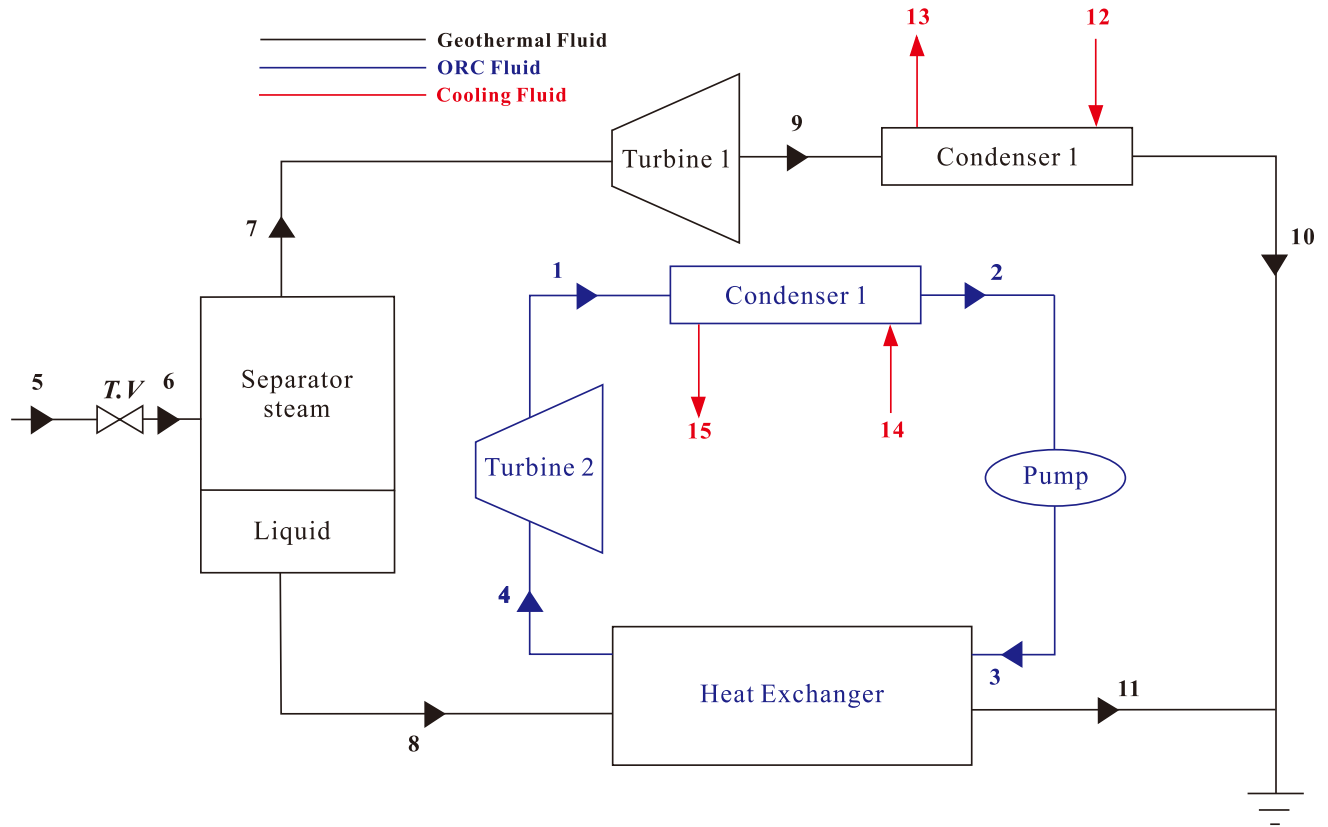 13
12
Geothermal Fluid
ORC Fluid
Cooling Fluid
9
Turbine 1
Condenser 1
7
10
1
2
Condenser 1
5
T.V
6
Separator
steam
15
14
Turbine 2
Pump
Liquid
4
3
Heat Exchanger
11
8